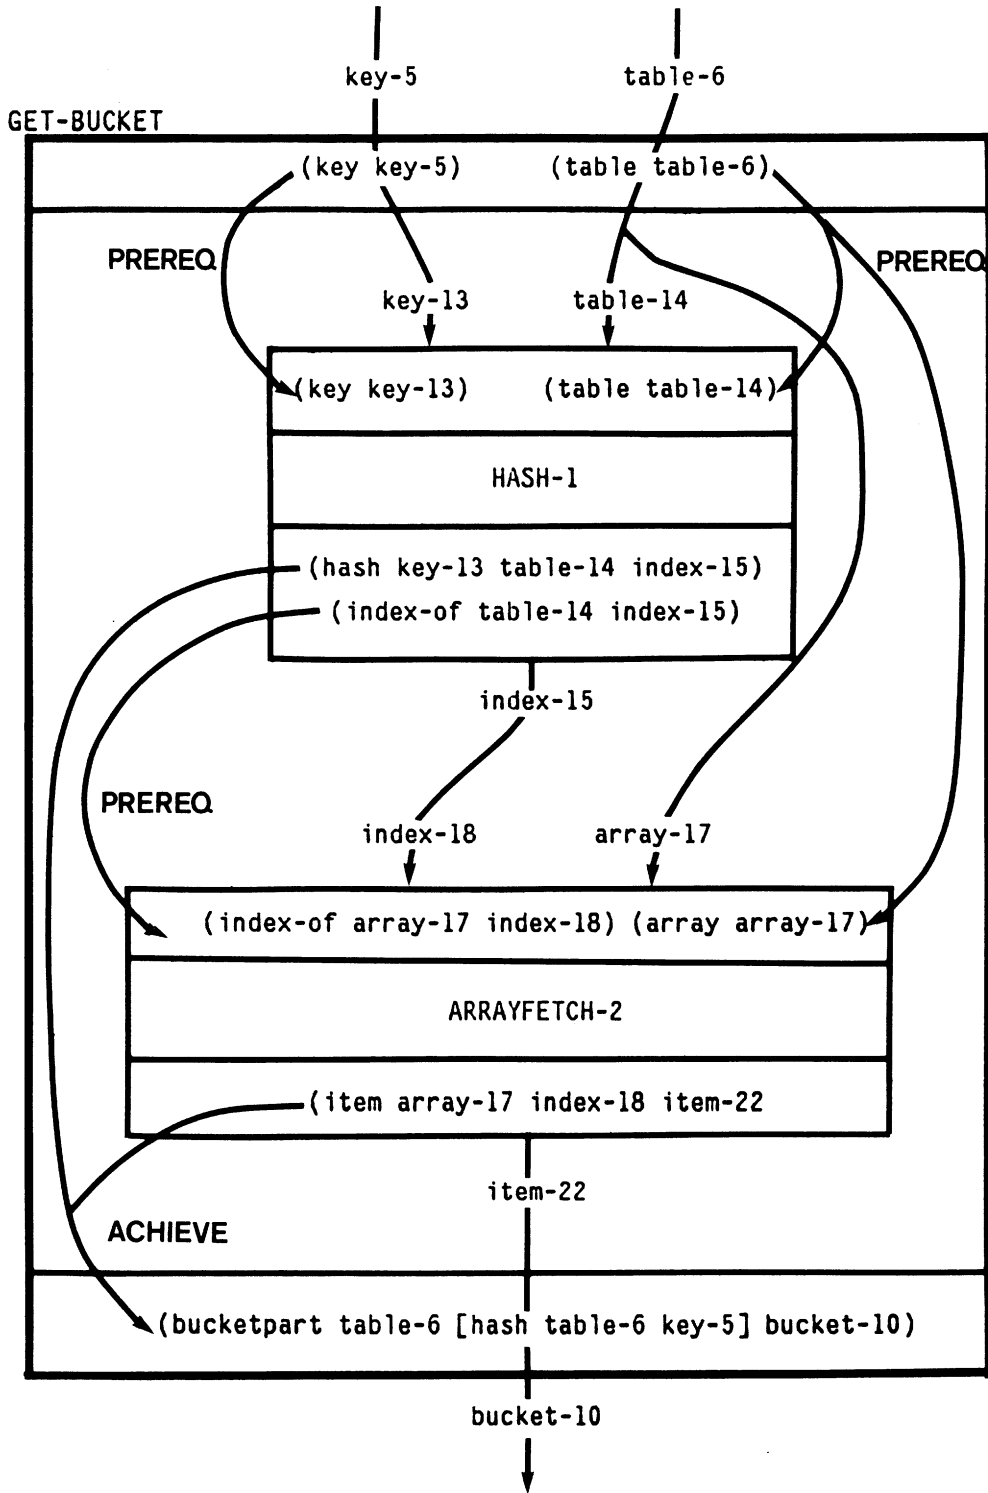 key-5 table-6
GET-BUCKET
(key key-5) (table table-6)
PREREQ PREREQ
key-13 table-14
(key key-13) (table table-14)
HASH-1
(hash key-13 table-14 index-15)
(index-of table-14 index-15)
index-15
PREREQ
index-18 array-17
(index-of array-17 index-18) (array array-17)
ARRAYFETCH-2
(item array-17 index-18 item-22
item-22
ACHIEVE
(bucketpart table-6 [hash table-6 key-5] bucket-10)
bucket-10